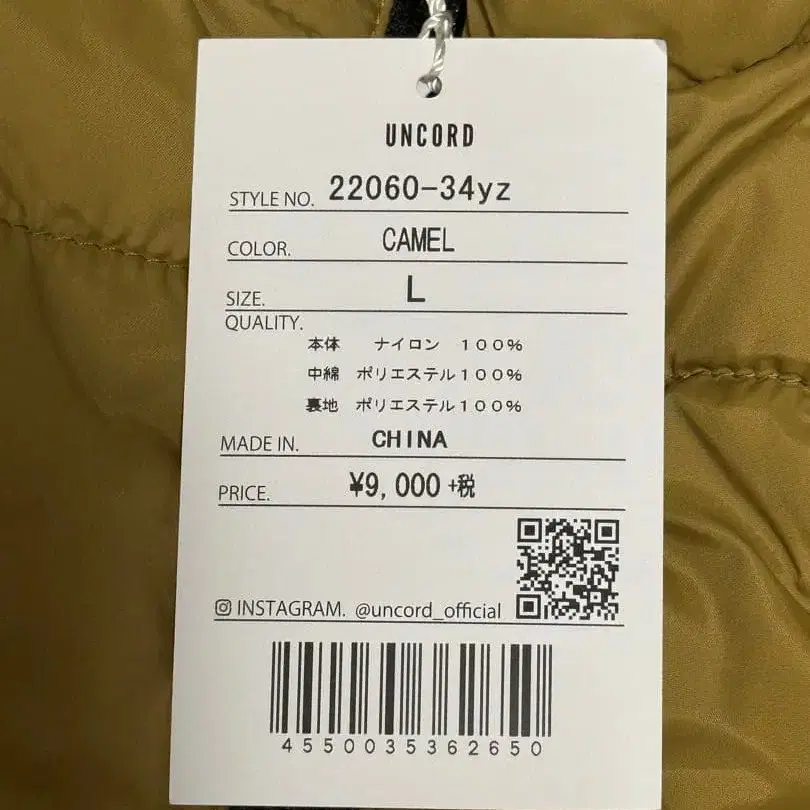 UNCORD
STYLE NO. 22060-34yz
COLOR. CAMEL
SIZE. L
QUALITY.
本体 ナイロン 100%
中綿 ポリエステル100%
裏地 ポリエステル100%
MADE IN. CHINA
PRICE. ¥9,000 +税
INSTAGRAM. @uncord_official
4550035362650